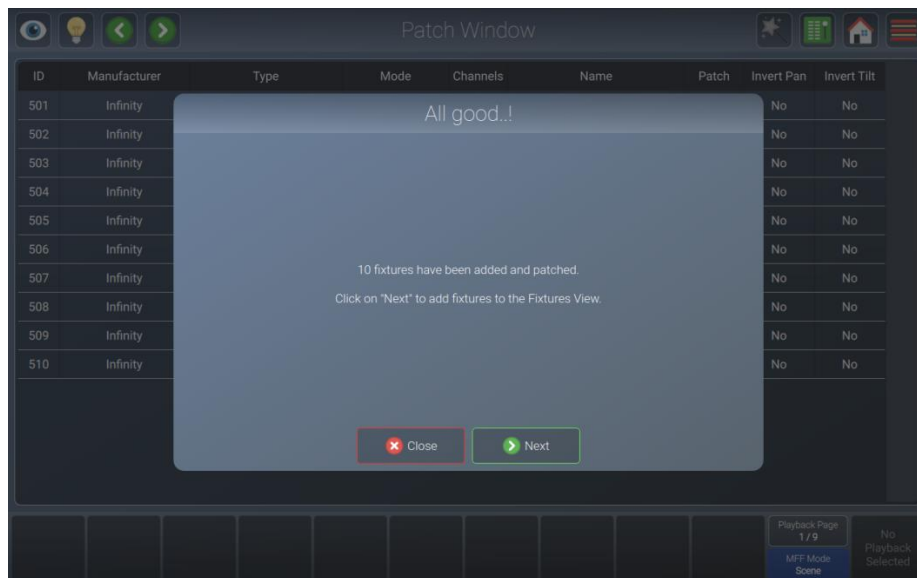 Patch Window
ID Manufacturer Type Mode Channels Name Patch Invert Pan Invert Tilt
501 Infinity No No
502 Infinity No No
503 Infinity No No
504 Infinity No No
505 Infinity No No
506 Infinity No No
507 Infinity No No
508 Infinity No No
509 Infinity No No
510 Infinity No No
All good..!
10 fixtures have been added and patched.
Click on "Next" to add fixtures to the Fixtures View.
Close Next
Playback Page
1 / 9
MFF Mode
Scene
No
Playback
Selected